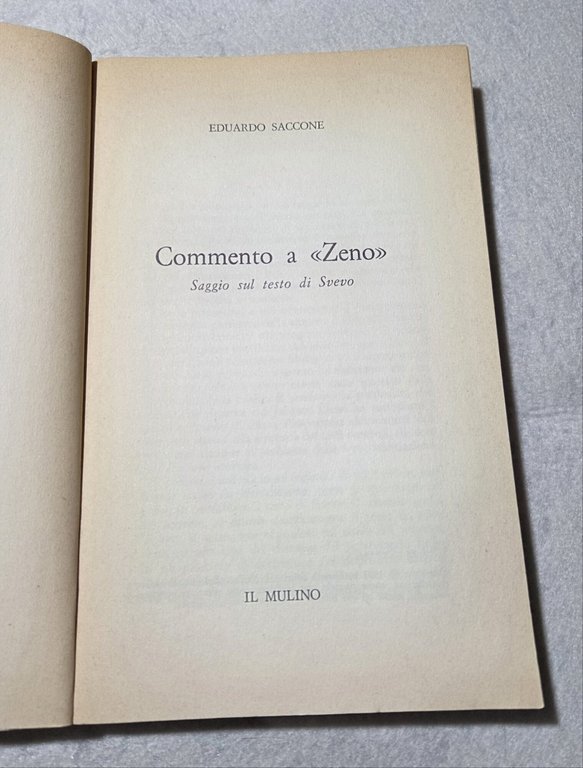 EDUARDO SACCONE
Commento a «Zeno»
Saggio sul testo di Svevo
IL MULINO